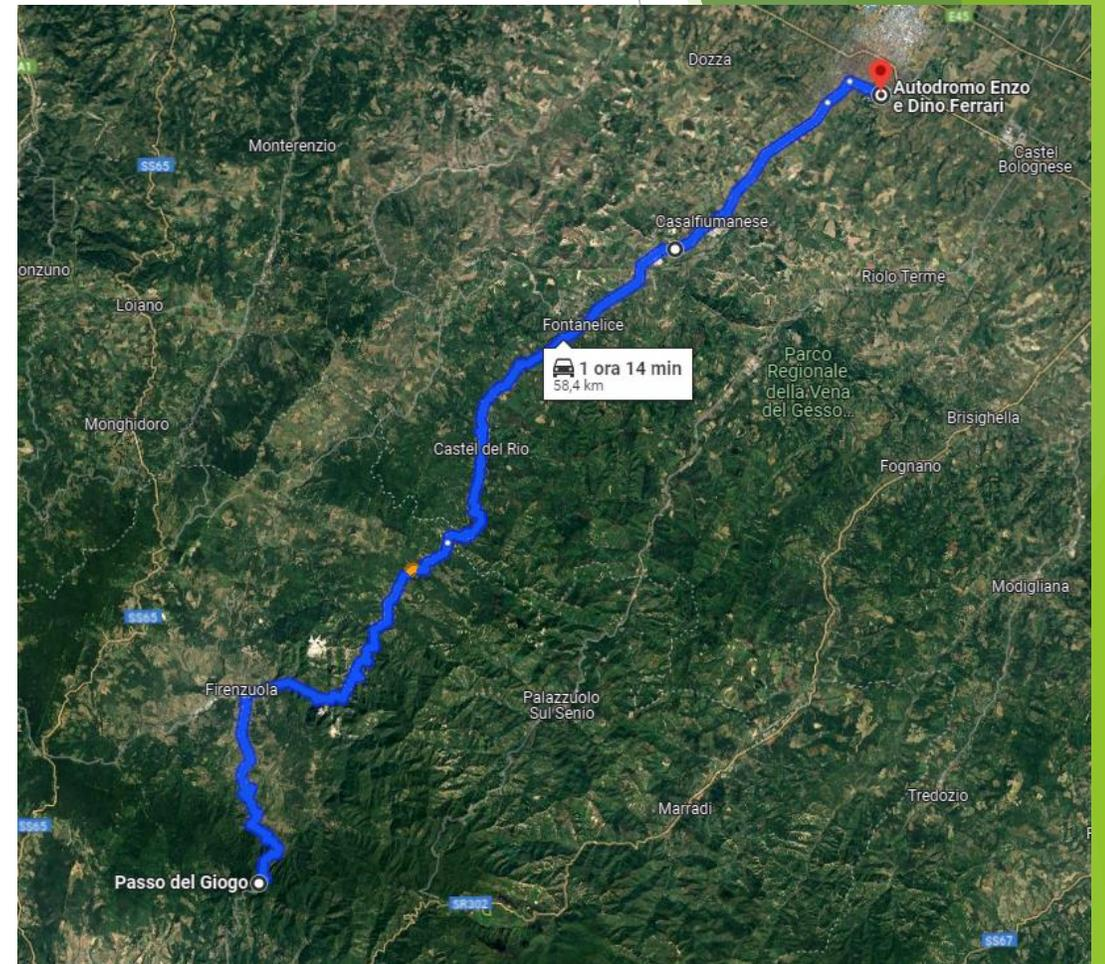 E45
Dozza
A1
Autodromo Enzo
e Dino Ferrari
Monterenzio
Castel
Bolognese
SS65
Casalfiumanese
onzuno
Riolo Terme
Loiano
Fontanelice
1 ora 14 min
58,4 km
Parco
Regionale
della Vena
del Gesso...
Monghidoro
Brisighella
Castel del Rio
Fognano
Modigliana
SS65
Firenzuola
Palazzuolo
Sul Senio
Tredozio
Marradi
SS65
Passo del Giogo
SR302
SS67